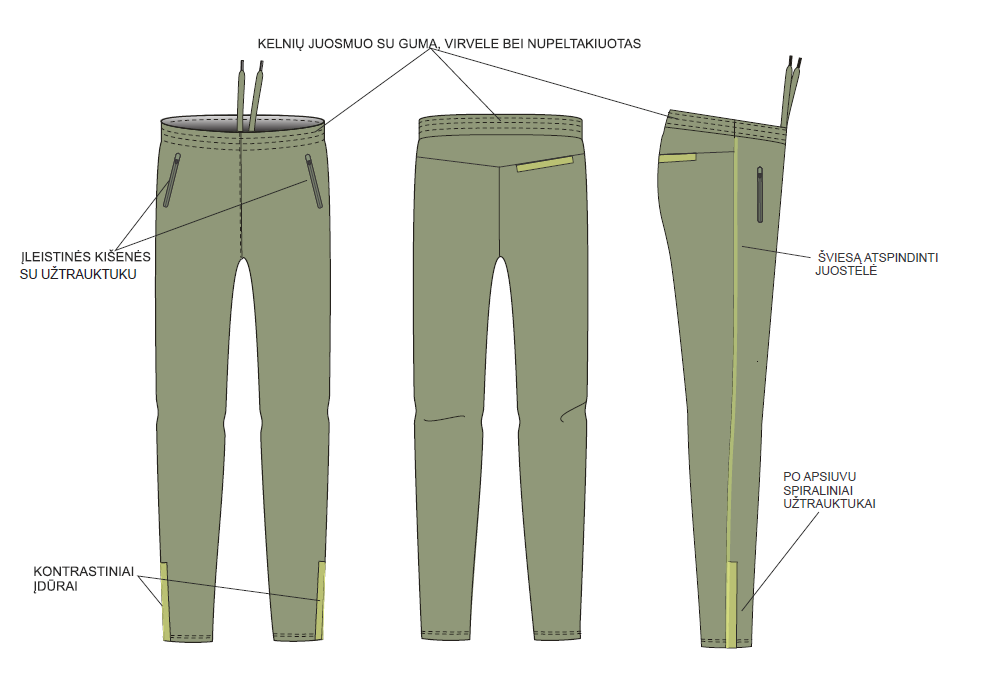 KELNIŲ JUOSMUO SU GUMA, VIRVELE BEI NUPELTAKIUOTAS
ĮLEISTINĖS KIŠENĖS
SU UŽTRAUKTUKU
ŠVIESĄ ATSPINDINTI
JUOSTELĖ
PO APSIUVU
SPIRALINIAI
UŽTRAUKTUKAI
KONTRASTINIAI
ĮDŪRAI